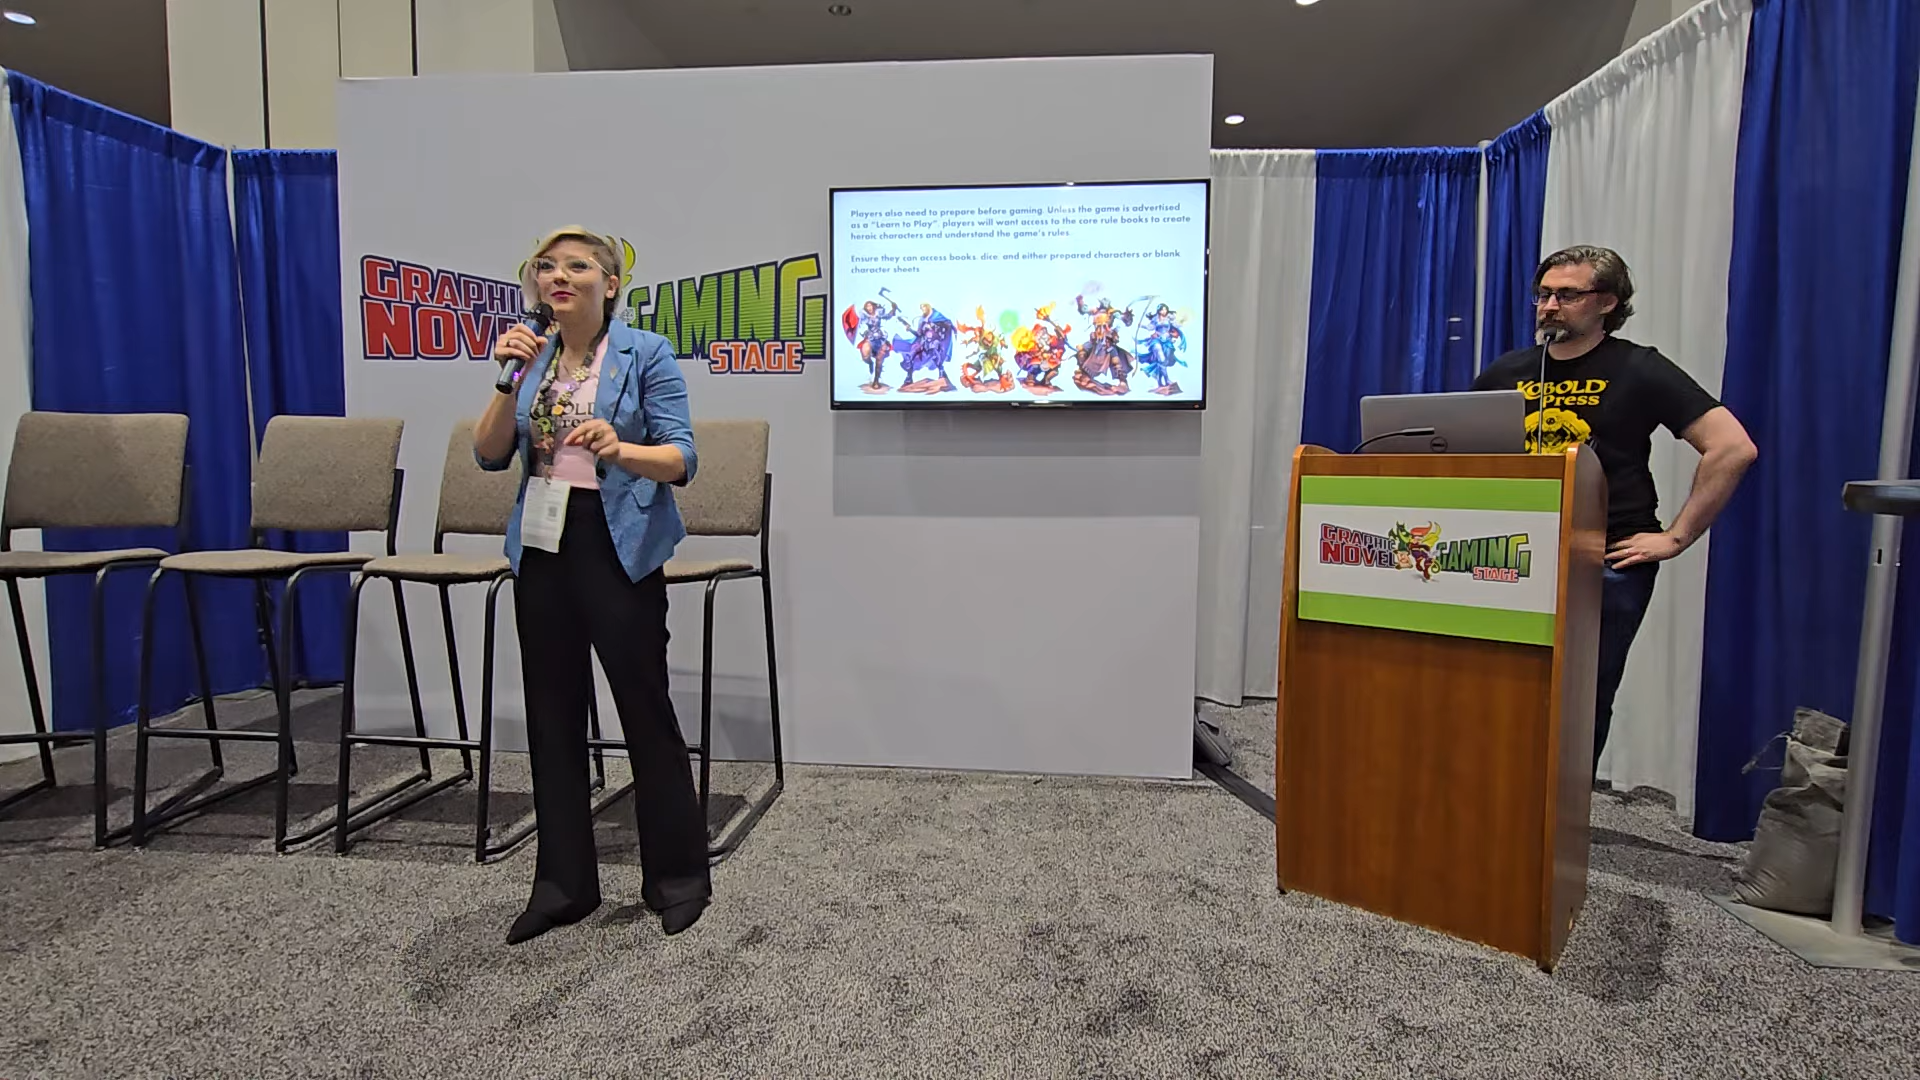 Players also need to prepare before gaming. Unless the game is advertised
as a "Learn to Play", players will want access to the core rule books to create
heroic characters and understand the game's rules.
Ensure they can access books, dice, and either prepared characters or blank
character sheets
GRAPHIC
NOVEL
GAMING
STAGE
KOBOLD
Press
GRAPHIC
NOVEL
GAMING
STAGE